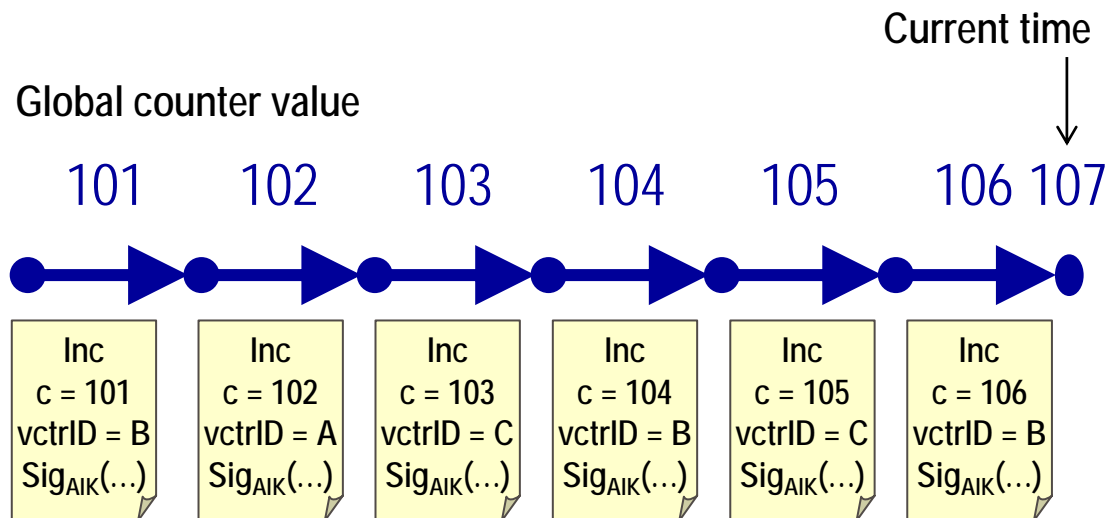 Current time
Global counter value
101 102 103 104 105 106 107
Inc
c = 101
vctrID = B
SigAIK(…)
Inc
c = 102
vctrID = A
SigAIK(…)
Inc
c = 103
vctrID = C
SigAIK(…)
Inc
c = 104
vctrID = B
SigAIK(…)
Inc
c = 105
vctrID = C
SigAIK(…)
Inc
c = 106
vctrID = B
SigAIK(…)